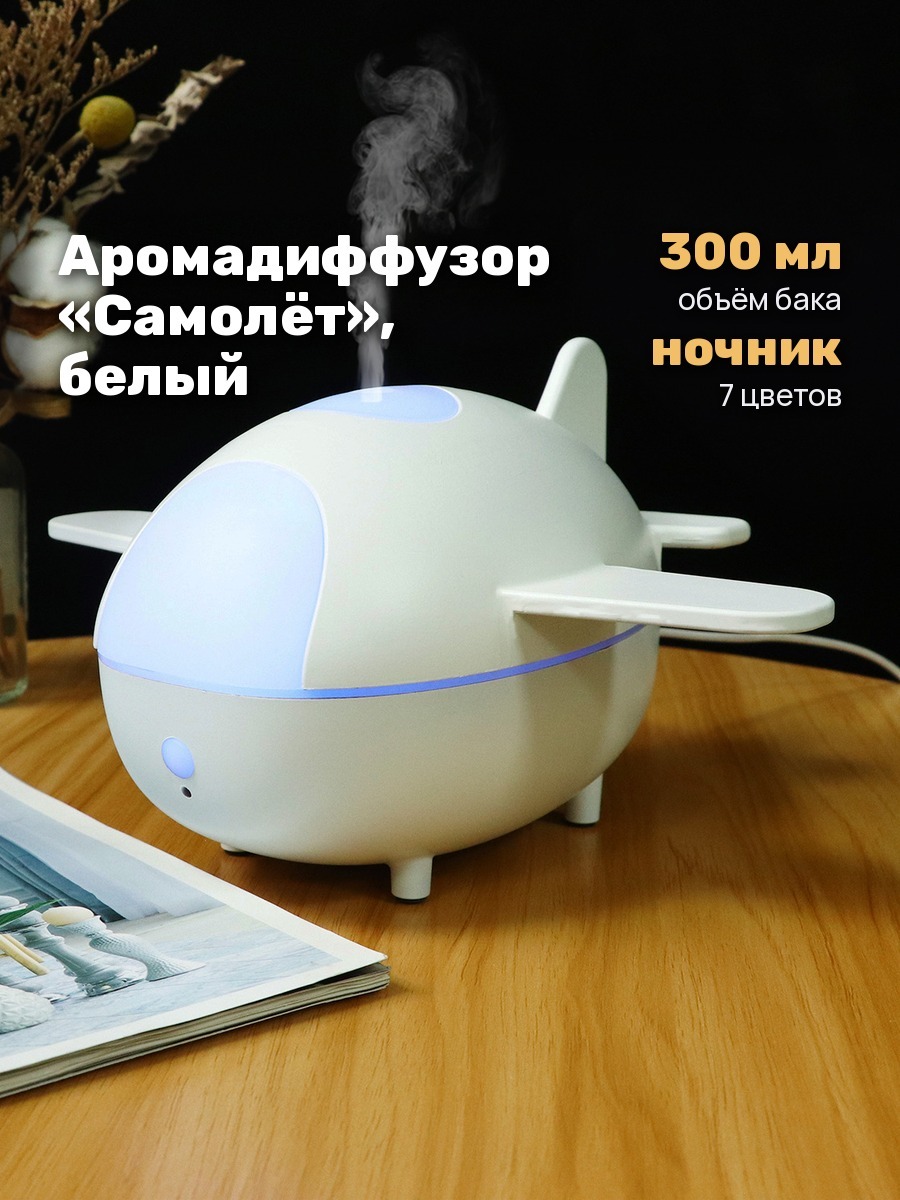 Аромадиффузор
«Самолёт»,
белый
300 мл
объём бака
ночник
7 цветов